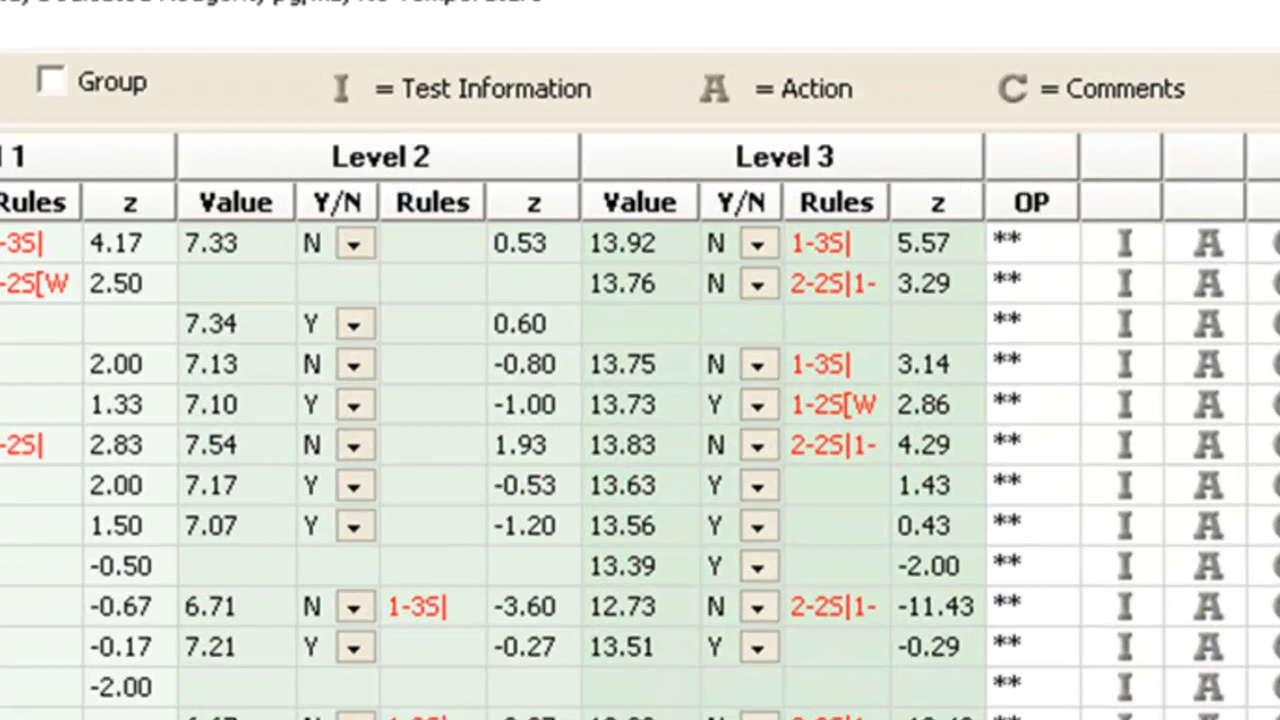 Group I = Test Information A = Action C = Comments
l 1 Level 2 Level 3
Rules z Value Y/N Rules z Value Y/N Rules z OP
-3S| 4.17 7.33 N 0.53 13.92 N 1-3S| 5.57 ** I A
-2S[W 2.50 13.76 N 2-2S|1- 3.29 ** I A
7.34 Y 0.60 ** I A
2.00 7.13 N -0.80 13.75 N 1-3S| 3.14 ** I A
1.33 7.10 Y -1.00 13.73 Y 1-2S[W 2.86 ** I A
-2S| 2.83 7.54 N 1.93 13.83 N 2-2S|1- 4.29 ** I A
2.00 7.17 Y -0.53 13.63 Y 1.43 ** I A
1.50 7.07 Y -1.20 13.56 Y 0.43 ** I A
-0.50 13.39 Y -2.00 ** I A
-0.67 6.71 N 1-3S| -3.60 12.73 N 2-2S|1- -11.43 ** I A
-0.17 7.21 Y -0.27 13.51 Y -0.29 ** I A
-2.00 ** I A